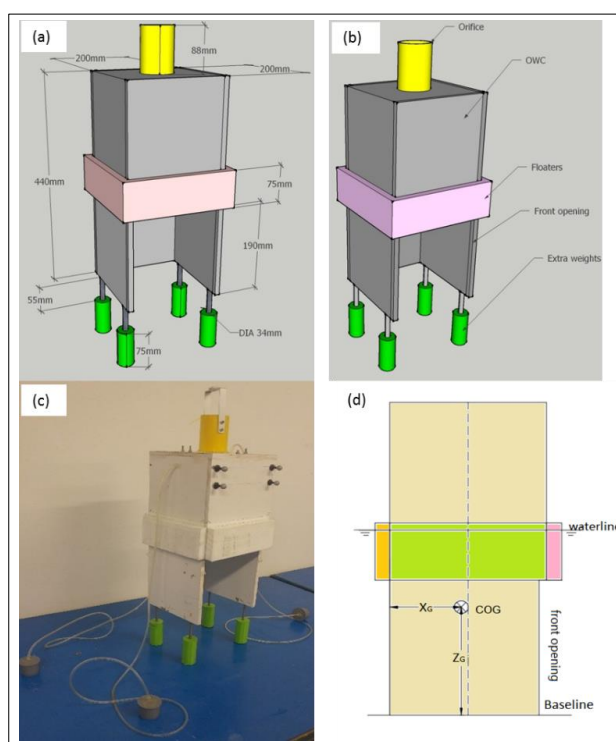 (a)
88mm
200mm
200mm
440mm
75mm
190mm
55mm
75mm
DIA 34mm
(b)
Orifice
OWC
Floaters
Front opening
Extra weights
(c)
(d)
waterline
XG
COG
ZG
front opening
Baseline